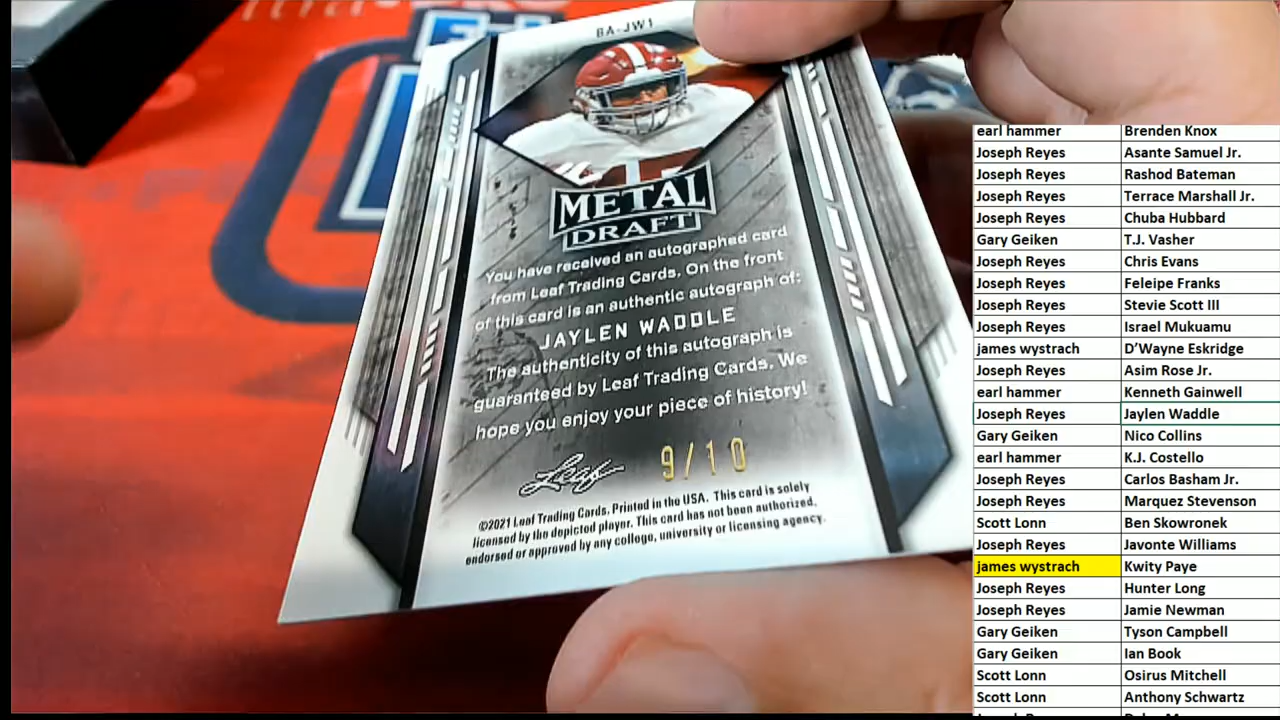 BA-JW1
METAL
DRAFT
You have received an autographed card
from Leaf Trading Cards. On the front
of this card is an authentic autograph of:
JAYLEN WADDLE
The authenticity of this autograph is
guaranteed by Leaf Trading Cards. We
hope you enjoy your piece of history!
Leaf
9/10
©2021 Leaf Trading Cards. Printed in the USA. This card is solely
licensed by the depicted player. This card has not been authorized,
endorsed or approved by any college, university or licensing agency.
earl hammer Brenden Knox
Joseph Reyes Asante Samuel Jr.
Joseph Reyes Rashod Bateman
Joseph Reyes Terrace Marshall Jr.
Joseph Reyes Chuba Hubbard
Gary Geiken T.J. Vasher
Joseph Reyes Chris Evans
Joseph Reyes Feleipe Franks
Joseph Reyes Stevie Scott III
Joseph Reyes Israel Mukuamu
james wystrach D’Wayne Eskridge
Joseph Reyes Asim Rose Jr.
earl hammer Kenneth Gainwell
Joseph Reyes Jaylen Waddle
Gary Geiken Nico Collins
earl hammer K.J. Costello
Joseph Reyes Carlos Basham Jr.
Joseph Reyes Marquez Stevenson
Scott Lonn Ben Skowronek
Joseph Reyes Javonte Williams
james wystrach Kwity Paye
Joseph Reyes Hunter Long
Joseph Reyes Jamie Newman
Gary Geiken Tyson Campbell
Gary Geiken Ian Book
Scott Lonn Osirus Mitchell
Scott Lonn Anthony Schwartz